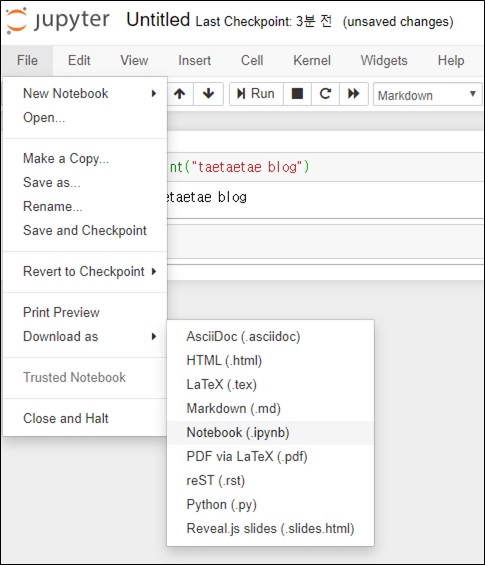 jupyter Untitled Last Checkpoint: 3분 전 (unsaved changes)
File Edit View Insert Cell Kernel Widgets Help
Run Markdown
New Notebook
Open...
Make a Copy...
Save as...
Rename...
Save and Checkpoint
Revert to Checkpoint
Print Preview
Download as
Trusted Notebook
Close and Halt
nt("taetaetae blog")
etaetae blog
AsciiDoc (.asciidoc)
HTML (.html)
LaTeX (.tex)
Markdown (.md)
Notebook (.ipynb)
PDF via LaTeX (.pdf)
reST (.rst)
Python (.py)
Reveal.js slides (.slides.html)